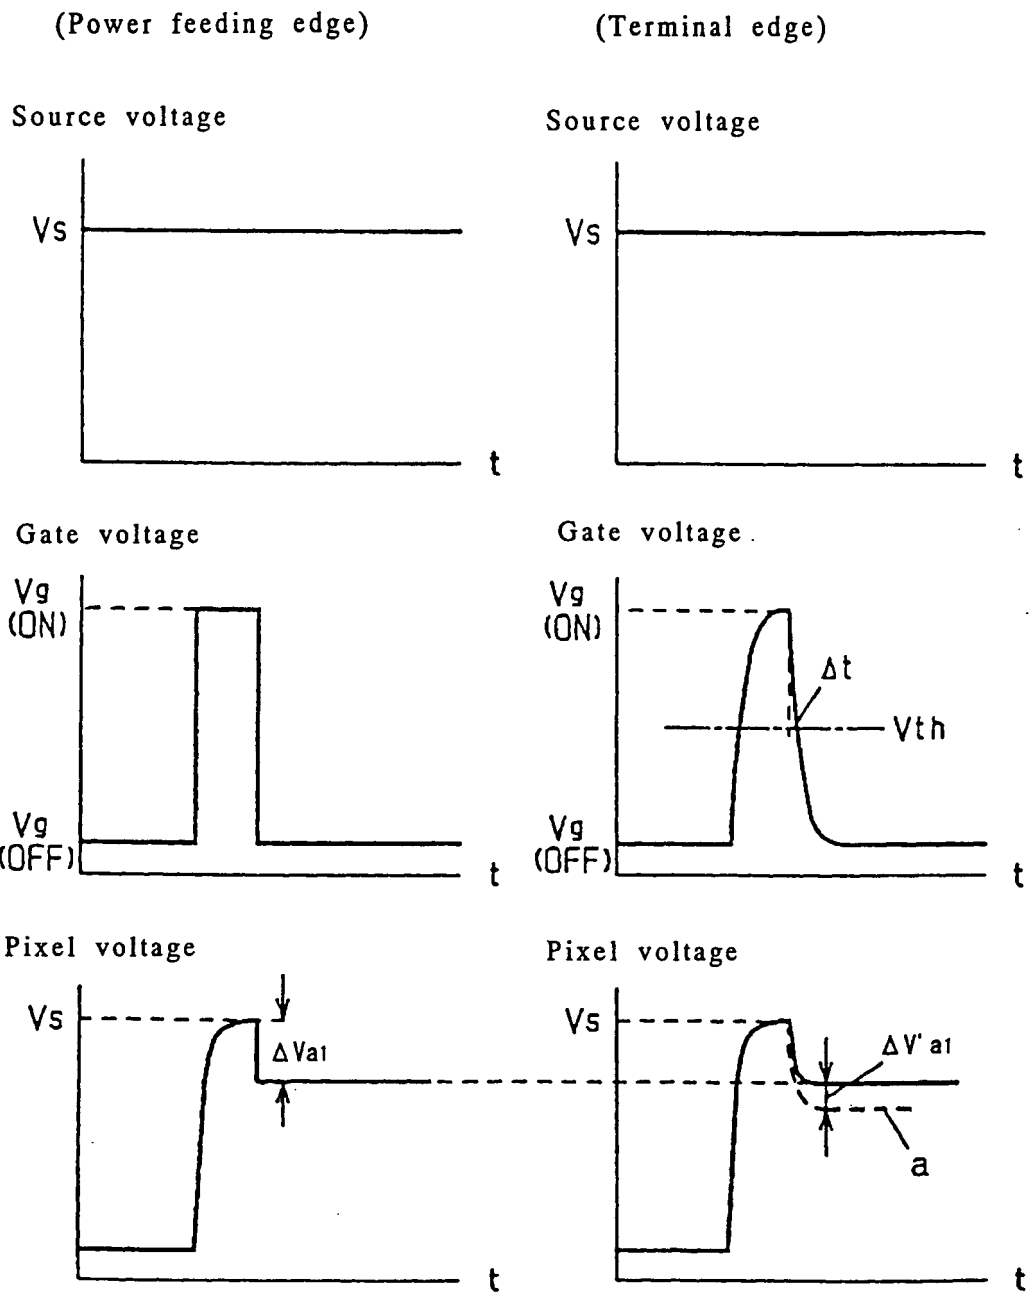 (Power feeding edge)
(Terminal edge)
Source voltage
Source voltage
Vs
Vs
t
t
Gate voltage
Gate voltage
Vg
(ON)
Vg
(ON)
Δt
Vth
Vg
(OFF)
Vg
(OFF)
t
t
Pixel voltage
Pixel voltage
Vs
Vs
ΔVa1
ΔV'a1
a
t
t